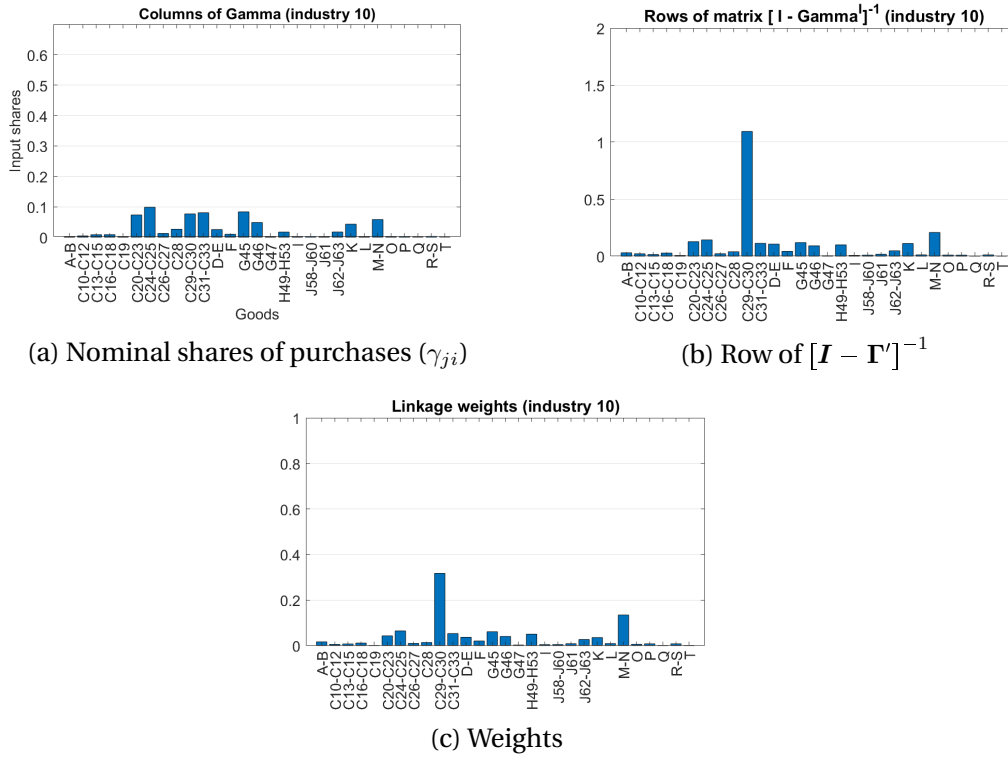 Columns of Gamma (industry 10)
0.6
0.5
0.4
0.3
0.2
0.1
0
Input shares
A-B
C10-C12
C13-C15
C16-C18
C19
C20-C23
C24-C25
C26-C27
C28
C29-C30
C31-C33
D-E
F
G45
G46
G47
H49-H53
I
J58-J60
J61
J62-J63
K
L
M-N
O
P
Q
R-S
T
Goods
(a) Nominal shares of purchases (γji)
Rows of matrix [ I - Gamma^I]^-1 (industry 10)
2
1.5
1
0.5
0
A-B
C10-C12
C13-C15
C16-C18
C19
C20-C23
C24-C25
C26-C27
C28
C29-C30
C31-C33
D-E
F
G45
G46
G47
H49-H53
I
J58-J60
J61
J62-J63
K
L
M-N
O
P
Q
R-S
T
(b) Row of [I − Γ′]^−1
Linkage weights (industry 10)
1
0.8
0.6
0.4
0.2
0
A-B
C10-C12
C13-C15
C16-C18
C19
C20-C23
C24-C25
C26-C27
C28
C29-C30
C31-C33
D-E
F
G45
G46
G47
H49-H53
I
J58-J60
J61
J62-J63
K
L
M-N
O
P
Q
R-S
T
(c) Weights